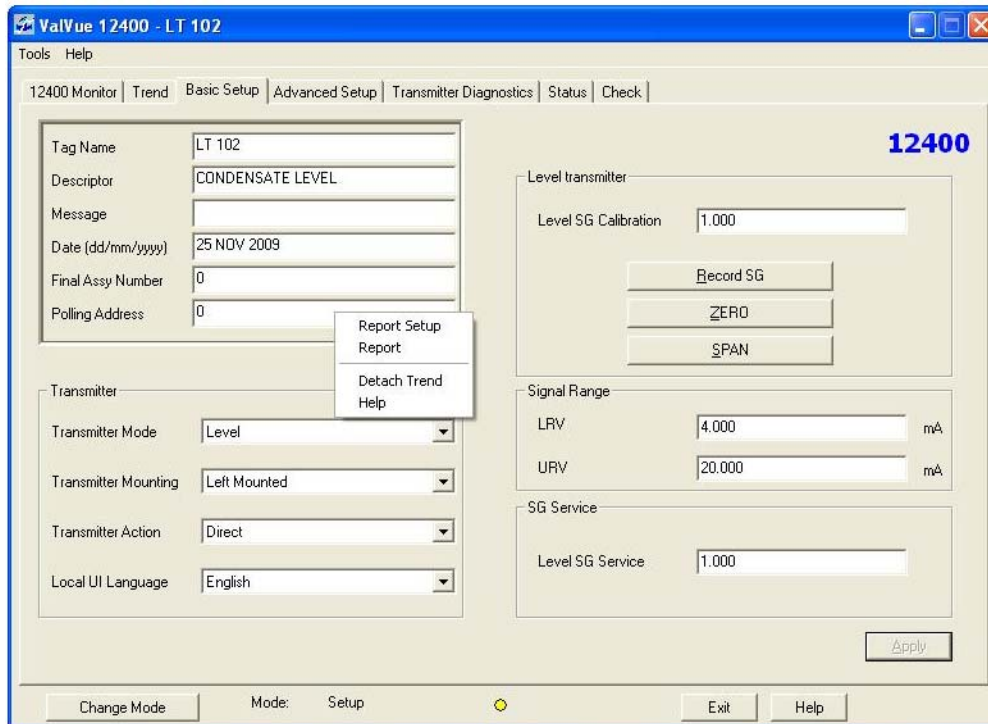 ValVue 12400 - LT 102
Tools Help
12400 Monitor Trend Basic Setup Advanced Setup Transmitter Diagnostics Status Check
12400
Tag Name LT 102
Descriptor CONDENSATE LEVEL
Message
Date (dd/mm/yyyy) 25 NOV 2009
Final Assy Number 0
Polling Address 0
Report Setup
Report
Detach Trend
Help
Transmitter
Transmitter Mode Level
Transmitter Mounting Left Mounted
Transmitter Action Direct
Local UI Language English
Level transmitter
Level SG Calibration 1.000
Record SG
ZERO
SPAN
Signal Range
LRV 4.000 mA
URV 20.000 mA
SG Service
Level SG Service 1.000
Apply
Change Mode Mode: Setup Exit Help